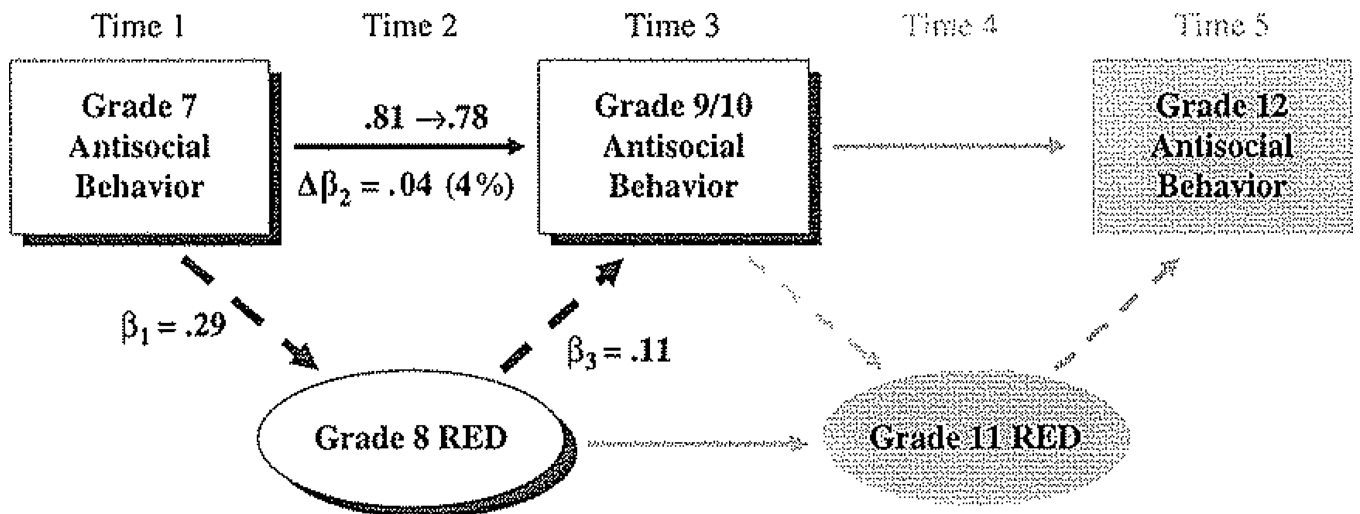 Time 1 Time 2 Time 3 Time 4 Time 5
Grade 7
Antisocial
Behavior
.81 →.78
Δβ₂ = .04 (4%)
Grade 9/10
Antisocial
Behavior
Grade 12
Antisocial
Behavior
β₁ = .29
β₃ = .11
Grade 8 RED
Grade 11 RED